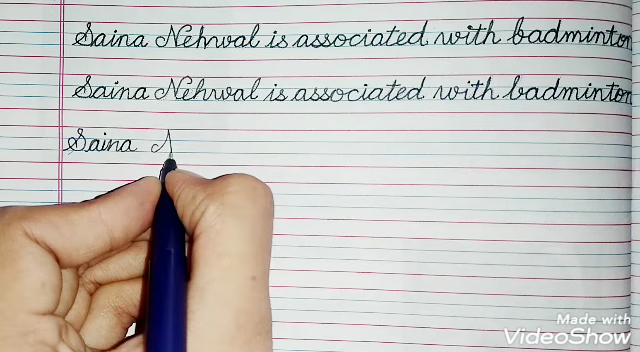 Saina Nehwal is associated with badminton
Saina Nehwal is associated with badminton
Saina N
Made with
VideoShow